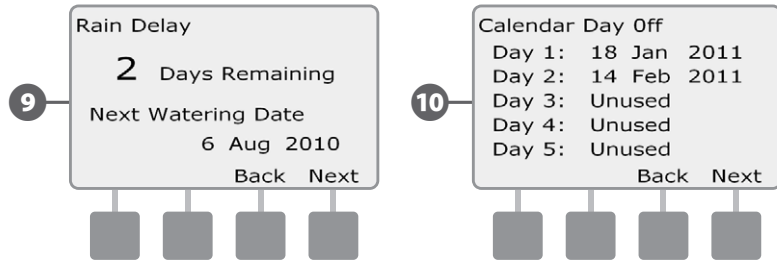 9
Rain Delay
2 Days Remaining
Next Watering Date
6 Aug 2010
Back Next
10
Calendar Day Off
Day 1: 18 Jan 2011
Day 2: 14 Feb 2011
Day 3: Unused
Day 4: Unused
Day 5: Unused
Back Next